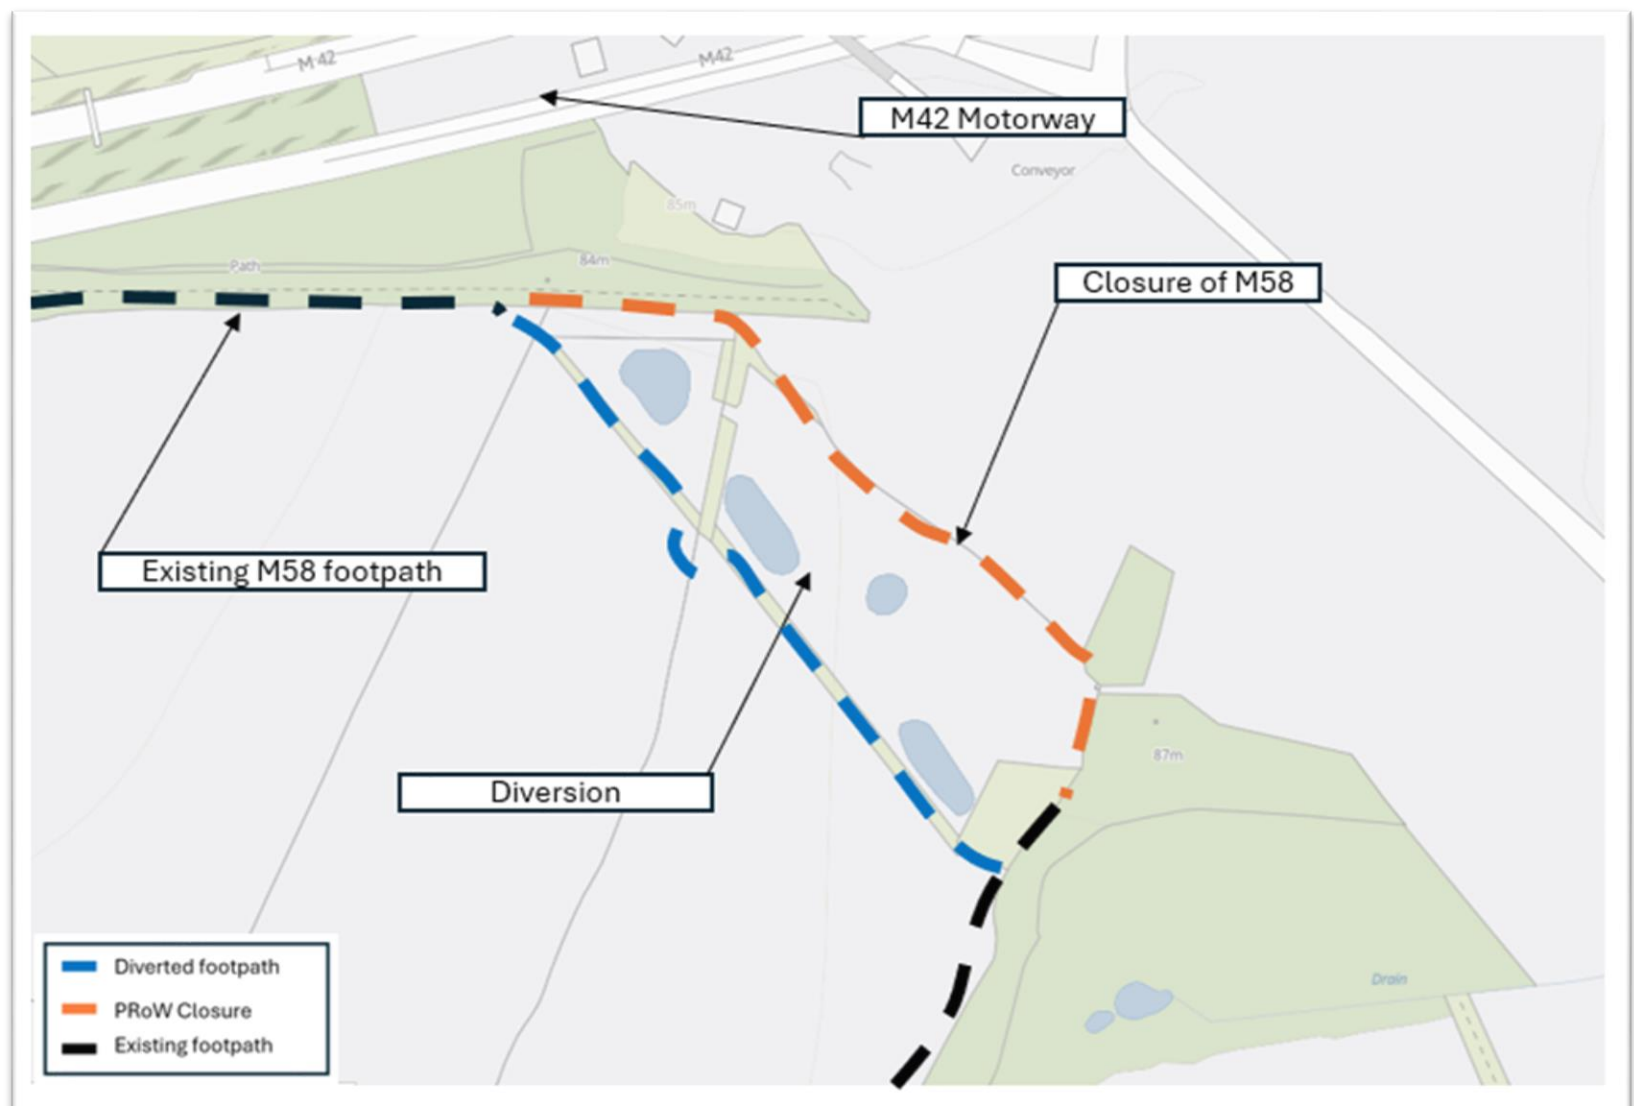 M 42
M42
M42 Motorway
Conveyor
85m
Closure of M58
Path
84m
Existing M58 footpath
87m
Diversion
Diverted footpath
PRoW Closure
Existing footpath
Drain